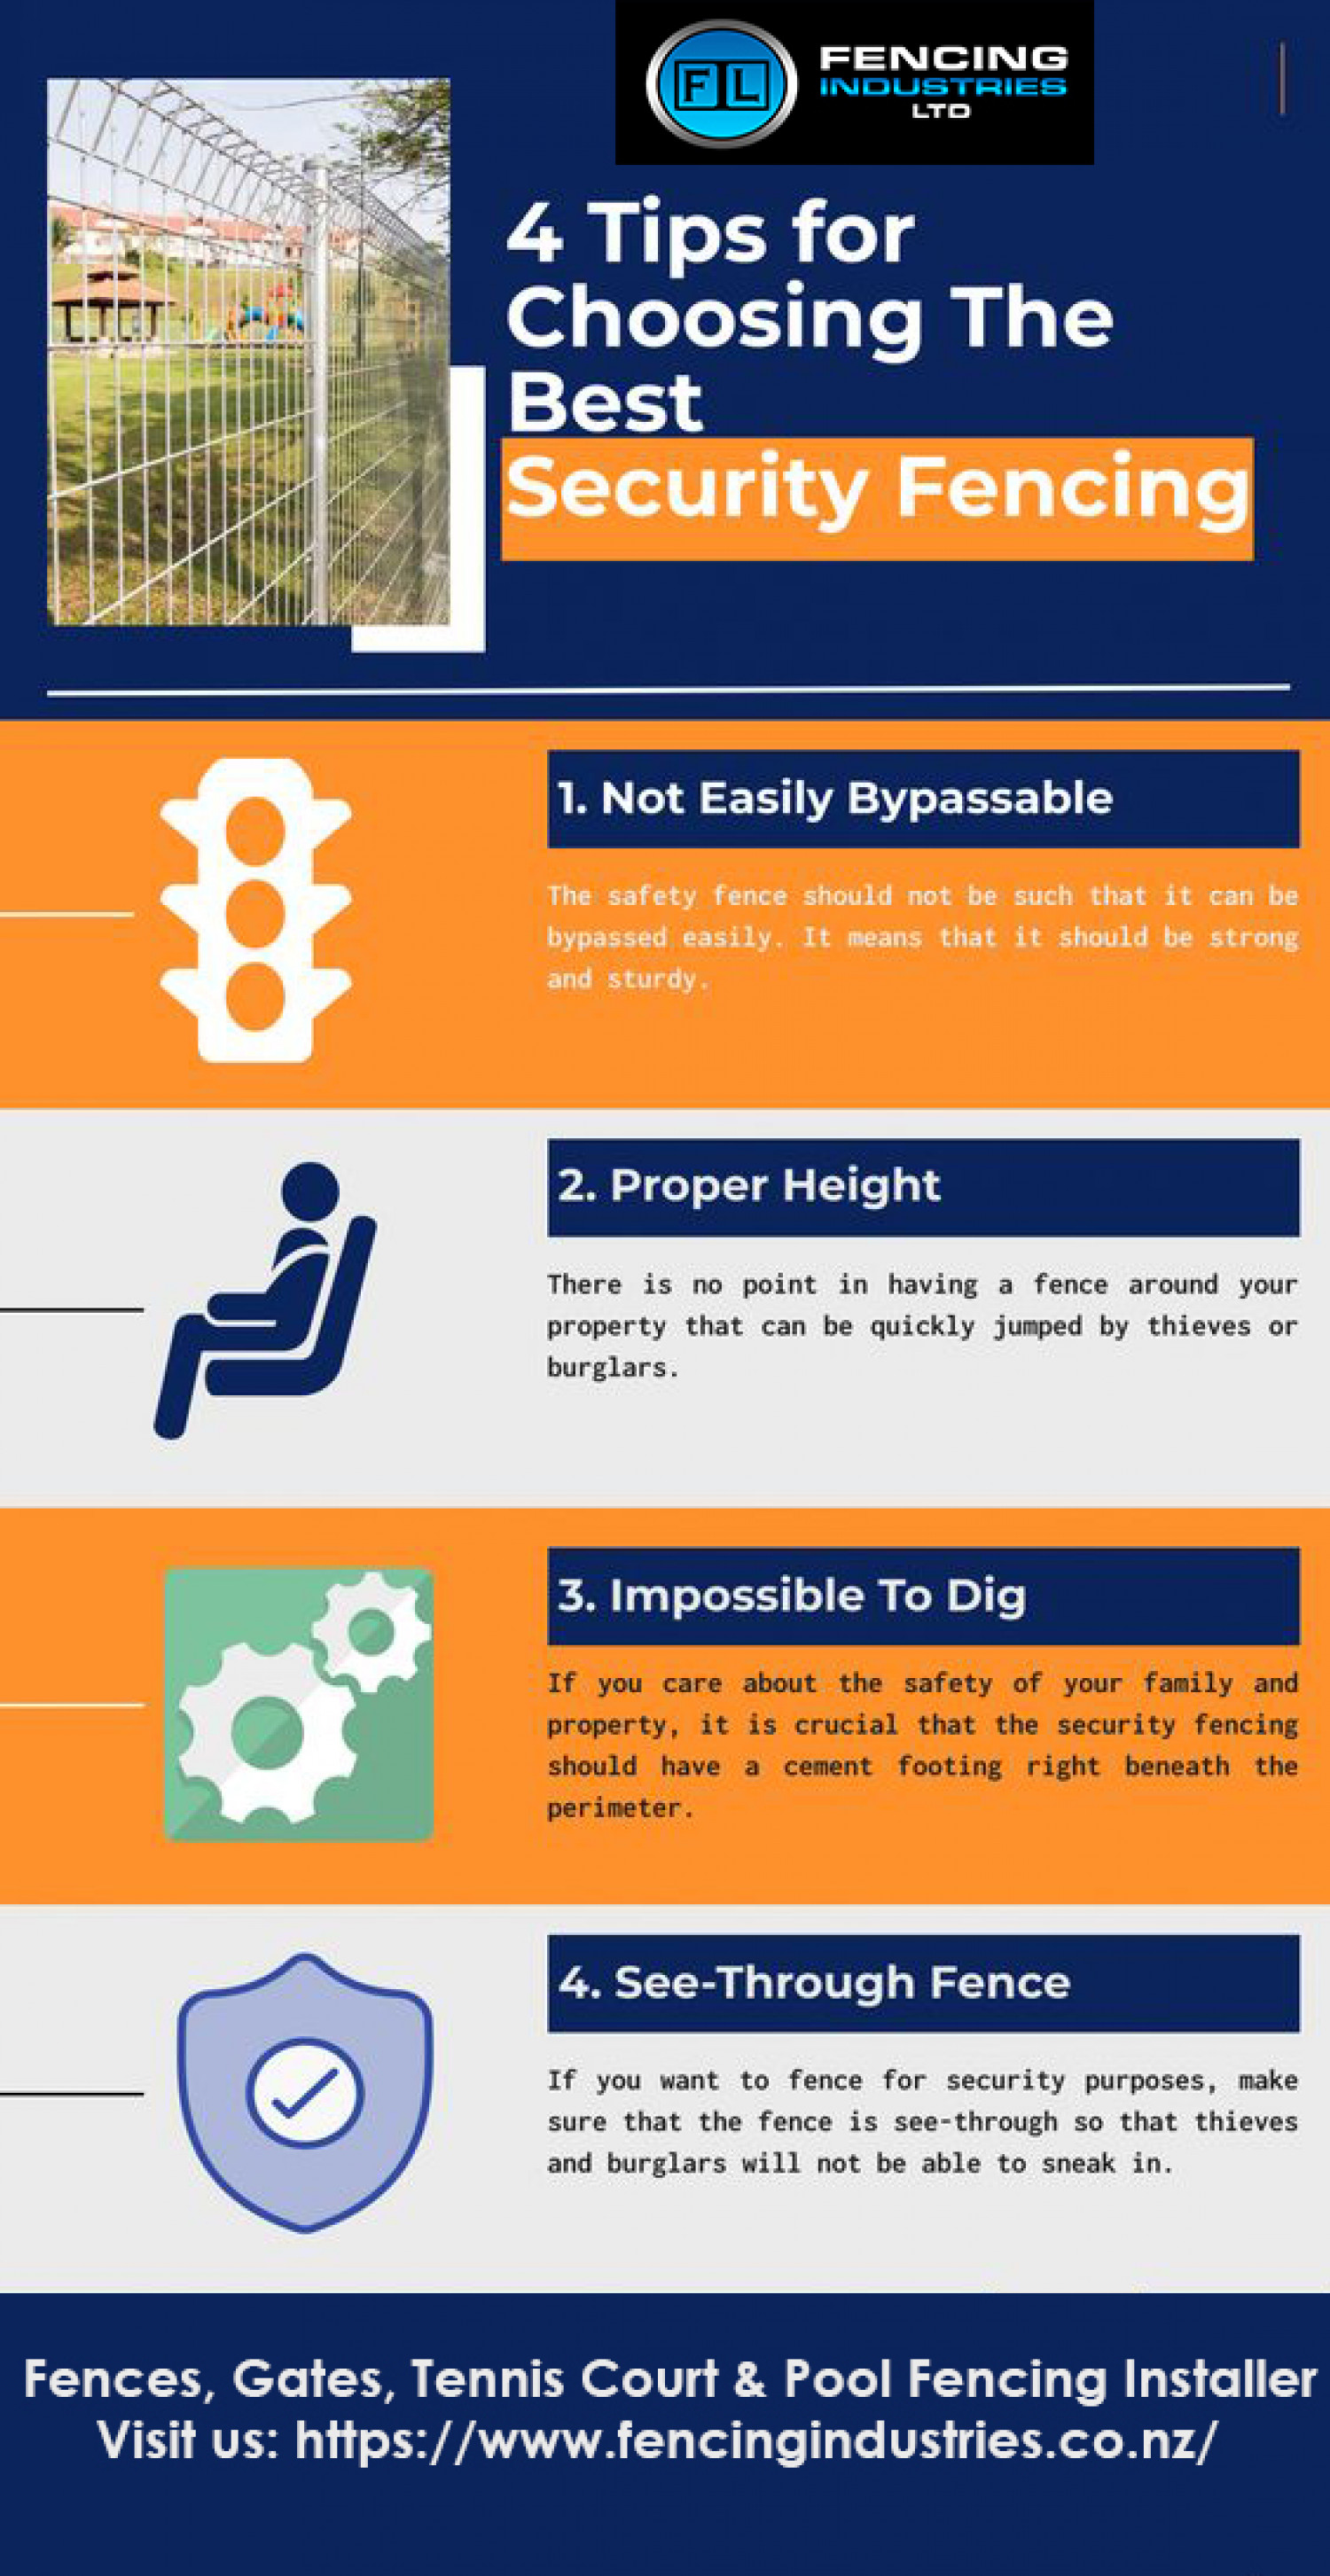 FL
FENCING
INDUSTRIES
LTD
4 Tips for
Choosing The
Best
Security Fencing
1. Not Easily Bypassable
The safety fence should not be such that it can be
bypassed easily. It means that it should be strong
and sturdy.
2. Proper Height
There is no point in having a fence around your
property that can be quickly jumped by thieves or
burglars.
3. Impossible To Dig
If you care about the safety of your family and
property, it is crucial that the security fencing
should have a cement footing right beneath the
perimeter.
4. See-Through Fence
If you want to fence for security purposes, make
sure that the fence is see-through so that thieves
and burglars will not be able to sneak in.
Fences, Gates, Tennis Court & Pool Fencing Installer
Visit us: https://www.fencingindustries.co.nz/